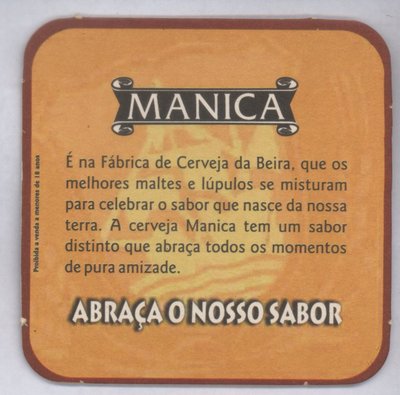 MANICA
É na Fábrica de Cerveja da Beira, que os
melhores maltes e lúpulos se misturam
para celebrar o sabor que nasce da nossa
terra. A cerveja Manica tem um sabor
distinto que abraça todos os momentos
de pura amizade.
ABRAÇA O NOSSO SABOR
Proibida a venda a menores de 18 anos